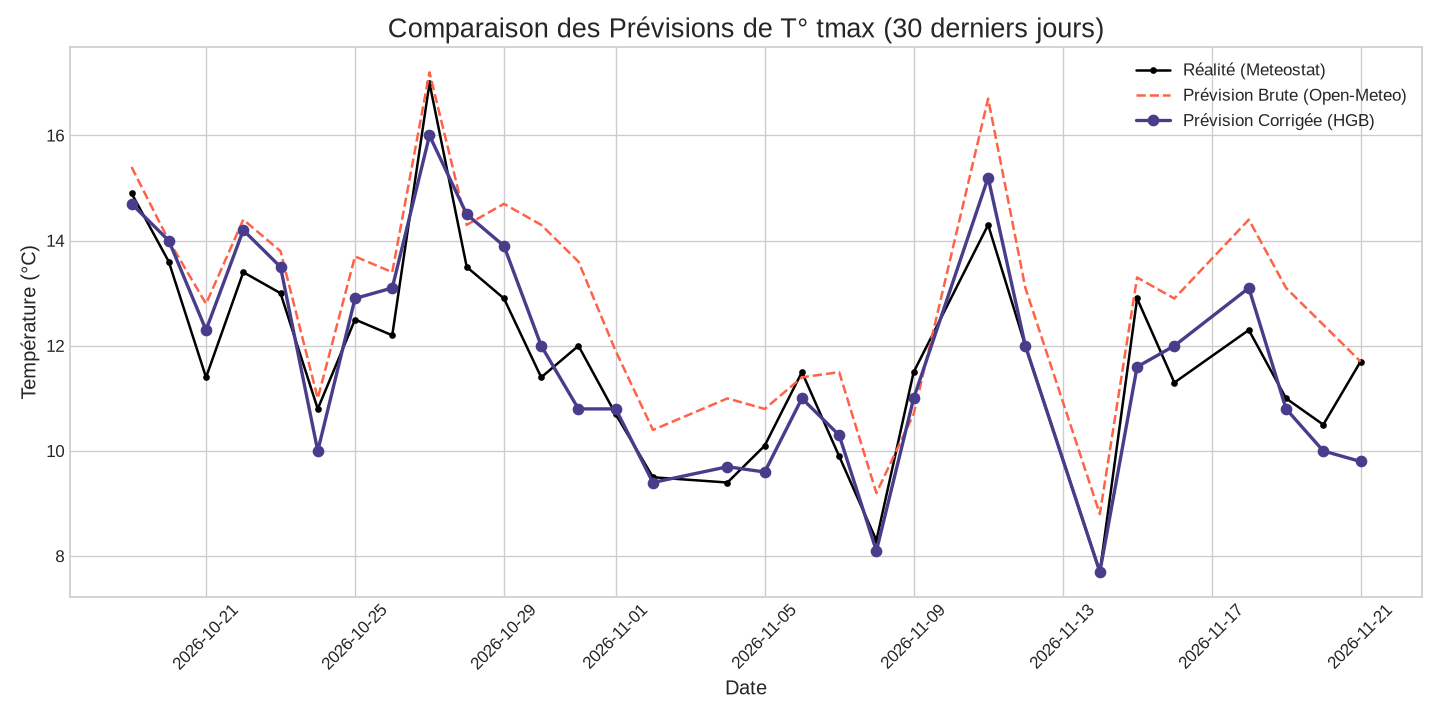 Comparaison des Prévisions de T° tmax (30 derniers jours)
Réalité (Meteostat)
Prévision Brute (Open-Meteo)
Prévision Corrigée (HGB)
Température (°C)
16
14
12
10
8
2026-10-21
2026-10-25
2026-10-29
2026-11-01
2026-11-05
2026-11-09
2026-11-13
2026-11-17
2026-11-21
Date